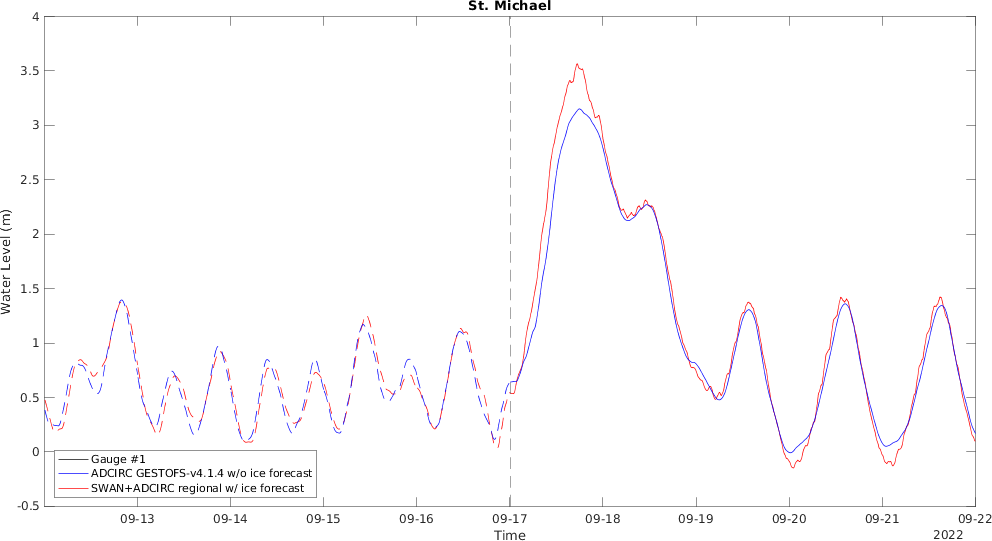 St. Michael
4
3.5
3
2.5
2
1.5
1
0.5
0
-0.5
Water Level (m)
Gauge #1
ADCIRC GESTOFS-v4.1.4 w/o ice forecast
SWAN+ADCIRC regional w/ ice forecast
09-13 09-14 09-15 09-16 09-17 09-18 09-19 09-20 09-21 09-22
Time
2022